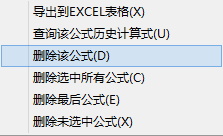 导出到EXCEL表格(X)
查询该公式历史计算式(U)
删除该公式(D)
删除选中所有公式(C)
删除最后公式(E)
删除未选中公式(X)